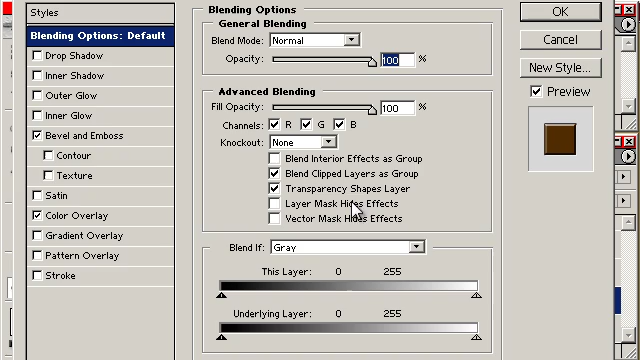 Styles
Blending Options: Default
Drop Shadow
Inner Shadow
Outer Glow
Inner Glow
Bevel and Emboss
Contour
Texture
Satin
Color Overlay
Gradient Overlay
Pattern Overlay
Stroke
Blending Options
General Blending
Blend Mode: Normal
Opacity: 100 %
Advanced Blending
Fill Opacity: 100 %
Channels: R G B
Knockout: None
Blend Interior Effects as Group
Blend Clipped Layers as Group
Transparency Shapes Layer
Layer Mask Hides Effects
Vector Mask Hides Effects
Blend If: Gray
This Layer: 0 255
Underlying Layer: 0 255
OK
Cancel
New Style...
Preview